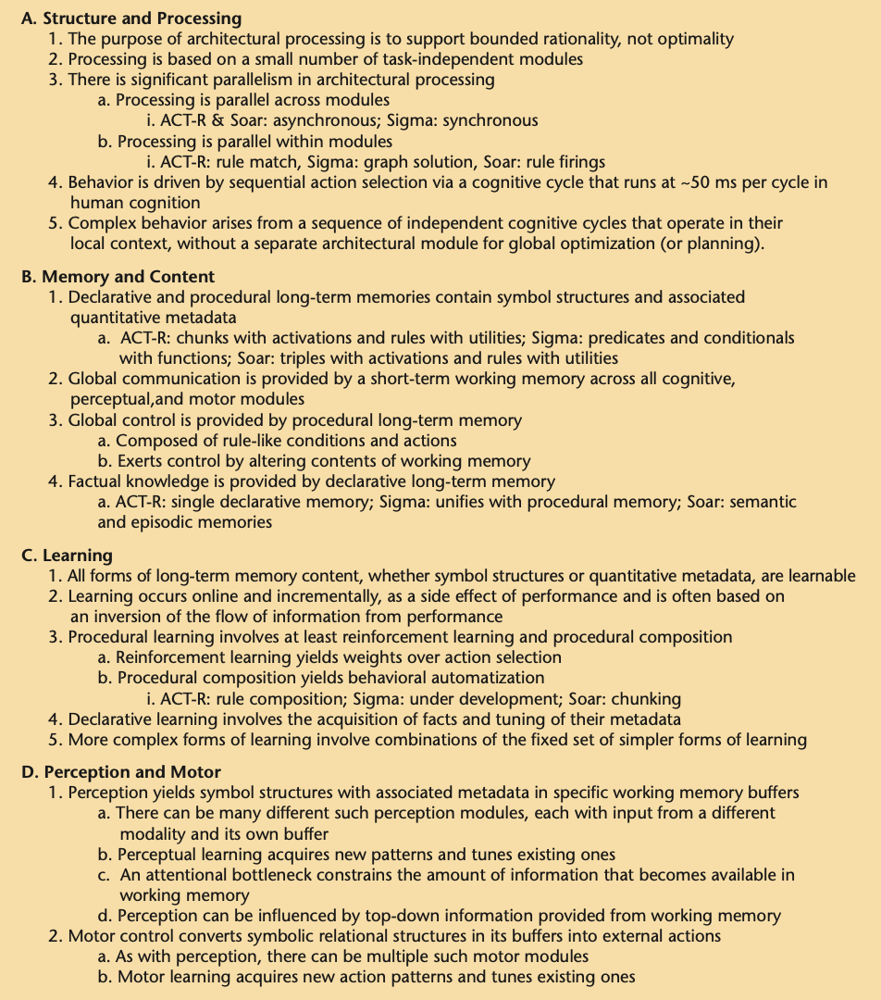 A. Structure and Processing
1. The purpose of architectural processing is to support bounded rationality, not optimality
2. Processing is based on a small number of task-independent modules
3. There is significant parallelism in architectural processing
a. Processing is parallel across modules
i. ACT-R & Soar: asynchronous; Sigma: synchronous
b. Processing is parallel within modules
i. ACT-R: rule match, Sigma: graph solution, Soar: rule firings
4. Behavior is driven by sequential action selection via a cognitive cycle that runs at ~50 ms per cycle in
human cognition
5. Complex behavior arises from a sequence of independent cognitive cycles that operate in their
local context, without a separate architectural module for global optimization (or planning).
B. Memory and Content
1. Declarative and procedural long-term memories contain symbol structures and associated
quantitative metadata
a. ACT-R: chunks with activations and rules with utilities; Sigma: predicates and conditionals
with functions; Soar: triples with activations and rules with utilities
2. Global communication is provided by a short-term working memory across all cognitive,
perceptual,and motor modules
3. Global control is provided by procedural long-term memory
a. Composed of rule-like conditions and actions
b. Exerts control by altering contents of working memory
4. Factual knowledge is provided by declarative long-term memory
a. ACT-R: single declarative memory; Sigma: unifies with procedural memory; Soar: semantic
and episodic memories
C. Learning
1. All forms of long-term memory content, whether symbol structures or quantitative metadata, are learnable
2. Learning occurs online and incrementally, as a side effect of performance and is often based on
an inversion of the flow of information from performance
3. Procedural learning involves at least reinforcement learning and procedural composition
a. Reinforcement learning yields weights over action selection
b. Procedural composition yields behavioral automatization
i. ACT-R: rule composition; Sigma: under development; Soar: chunking
4. Declarative learning involves the acquisition of facts and tuning of their metadata
5. More complex forms of learning involve combinations of the fixed set of simpler forms of learning
D. Perception and Motor
1. Perception yields symbol structures with associated metadata in specific working memory buffers
a. There can be many different such perception modules, each with input from a different
modality and its own buffer
b. Perceptual learning acquires new patterns and tunes existing ones
c. An attentional bottleneck constrains the amount of information that becomes available in
working memory
d. Perception can be influenced by top-down information provided from working memory
2. Motor control converts symbolic relational structures in its buffers into external actions
a. As with perception, there can be multiple such motor modules
b. Motor learning acquires new action patterns and tunes existing ones